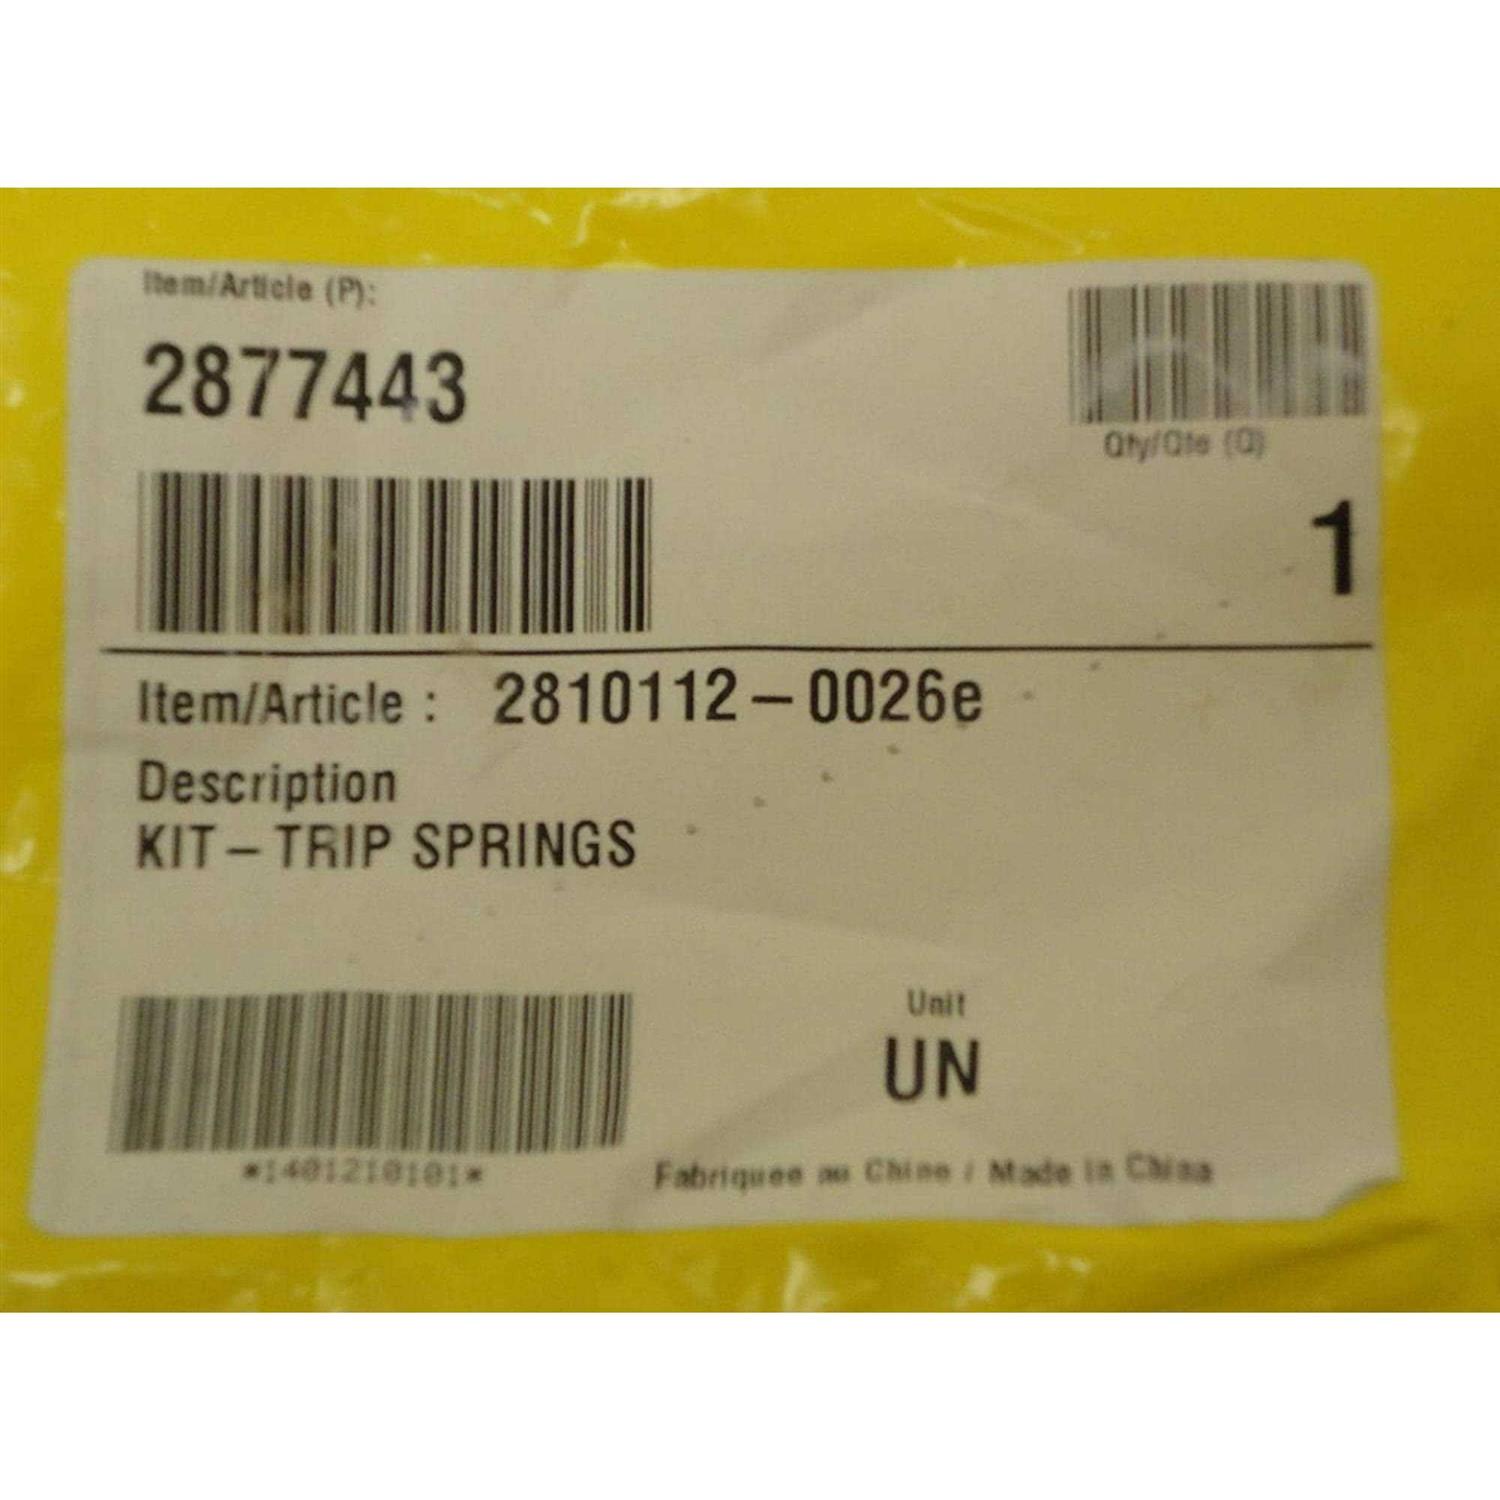 Item/Article (P):
2877443
Qty/Qte (Q)
1
Item/Article : 2810112-0026e
Description
KIT-TRIP SPRINGS
Unit
UN
*1401210101*
Fabriquee au Chine / Made in China